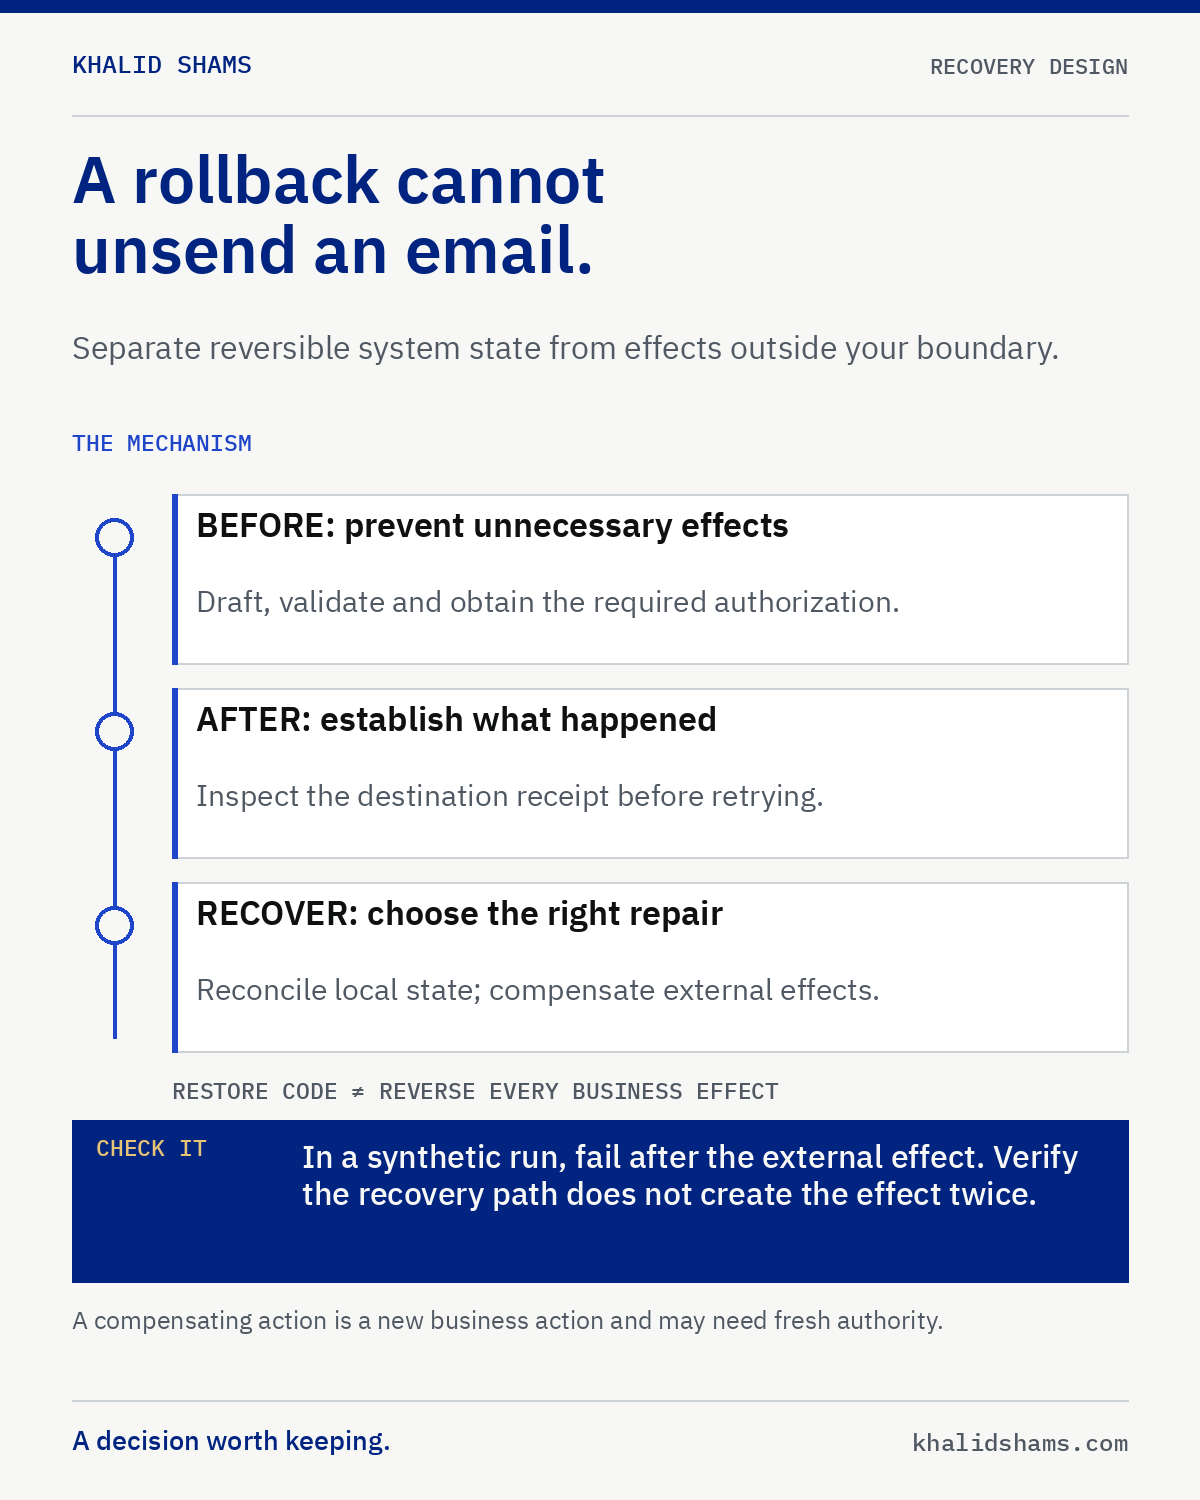 KHALID SHAMS
RECOVERY DESIGN
A rollback cannot
unsend an email.
Separate reversible system state from effects outside your boundary.
THE MECHANISM
BEFORE: prevent unnecessary effects
Draft, validate and obtain the required authorization.
AFTER: establish what happened
Inspect the destination receipt before retrying.
RECOVER: choose the right repair
Reconcile local state; compensate external effects.
RESTORE CODE ≠ REVERSE EVERY BUSINESS EFFECT
CHECK IT
In a synthetic run, fail after the external effect. Verify
the recovery path does not create the effect twice.
A compensating action is a new business action and may need fresh authority.
A decision worth keeping.
khalidshams.com